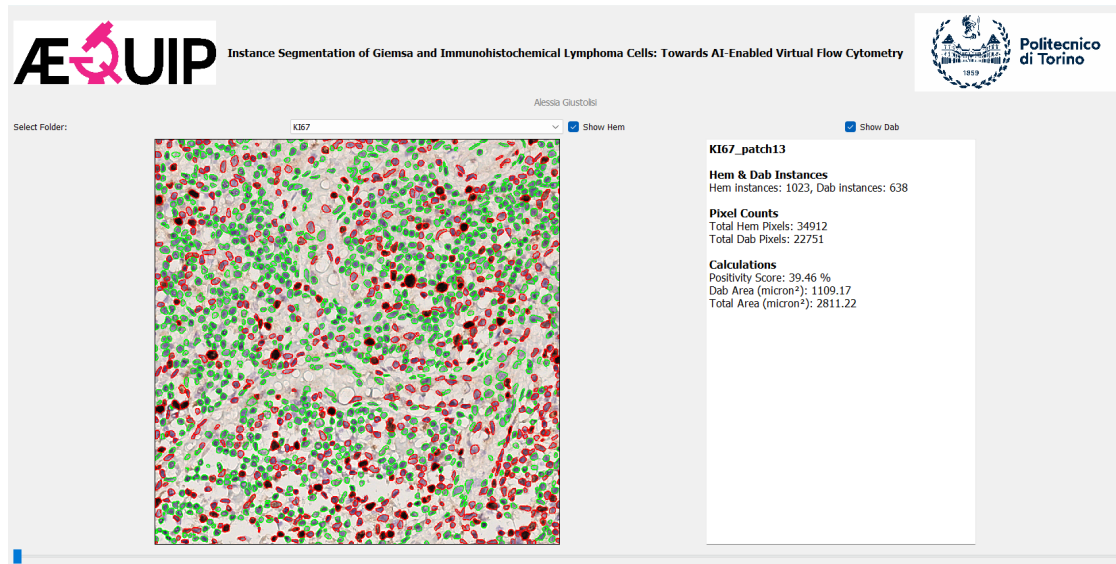 ÆQUIP
Instance Segmentation of Giemsa and Immunohistochemical Lymphoma Cells: Towards AI-Enabled Virtual Flow Cytometry
1859
Politecnico
di Torino
Alessia Giustolisi
Select Folder:
KI67
Show Hem
Show Dab
KI67_patch13
Hem & Dab Instances
Hem instances: 1023, Dab instances: 638
Pixel Counts
Total Hem Pixels: 34912
Total Dab Pixels: 22751
Calculations
Positivity Score: 39.46 %
Dab Area (micron²): 1109.17
Total Area (micron²): 2811.22